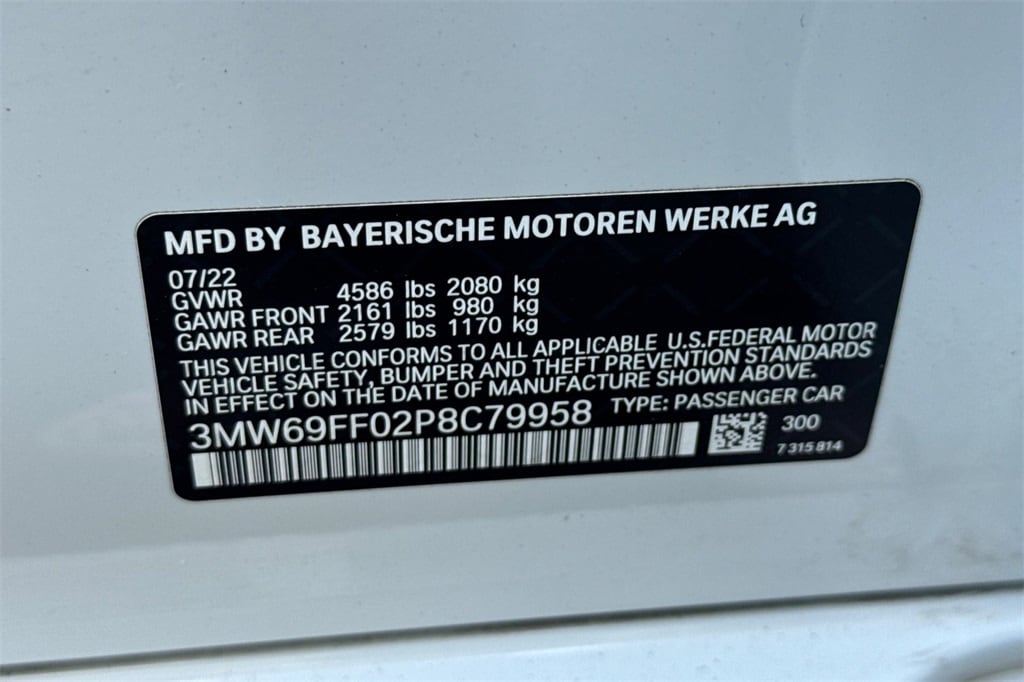 MFD BY BAYERISCHE MOTOREN WERKE AG
07/22
GVWR 4586 lbs 2080 kg
GAWR FRONT 2161 lbs 980 kg
GAWR REAR 2579 lbs 1170 kg
THIS VEHICLE CONFORMS TO ALL APPLICABLE U.S.FEDERAL MOTOR
VEHICLE SAFETY, BUMPER AND THEFT PREVENTION STANDARDS
IN EFFECT ON THE DATE OF MANUFACTURE SHOWN ABOVE.
3MW69FF02P8C79958 TYPE: PASSENGER CAR
300
7 315 814